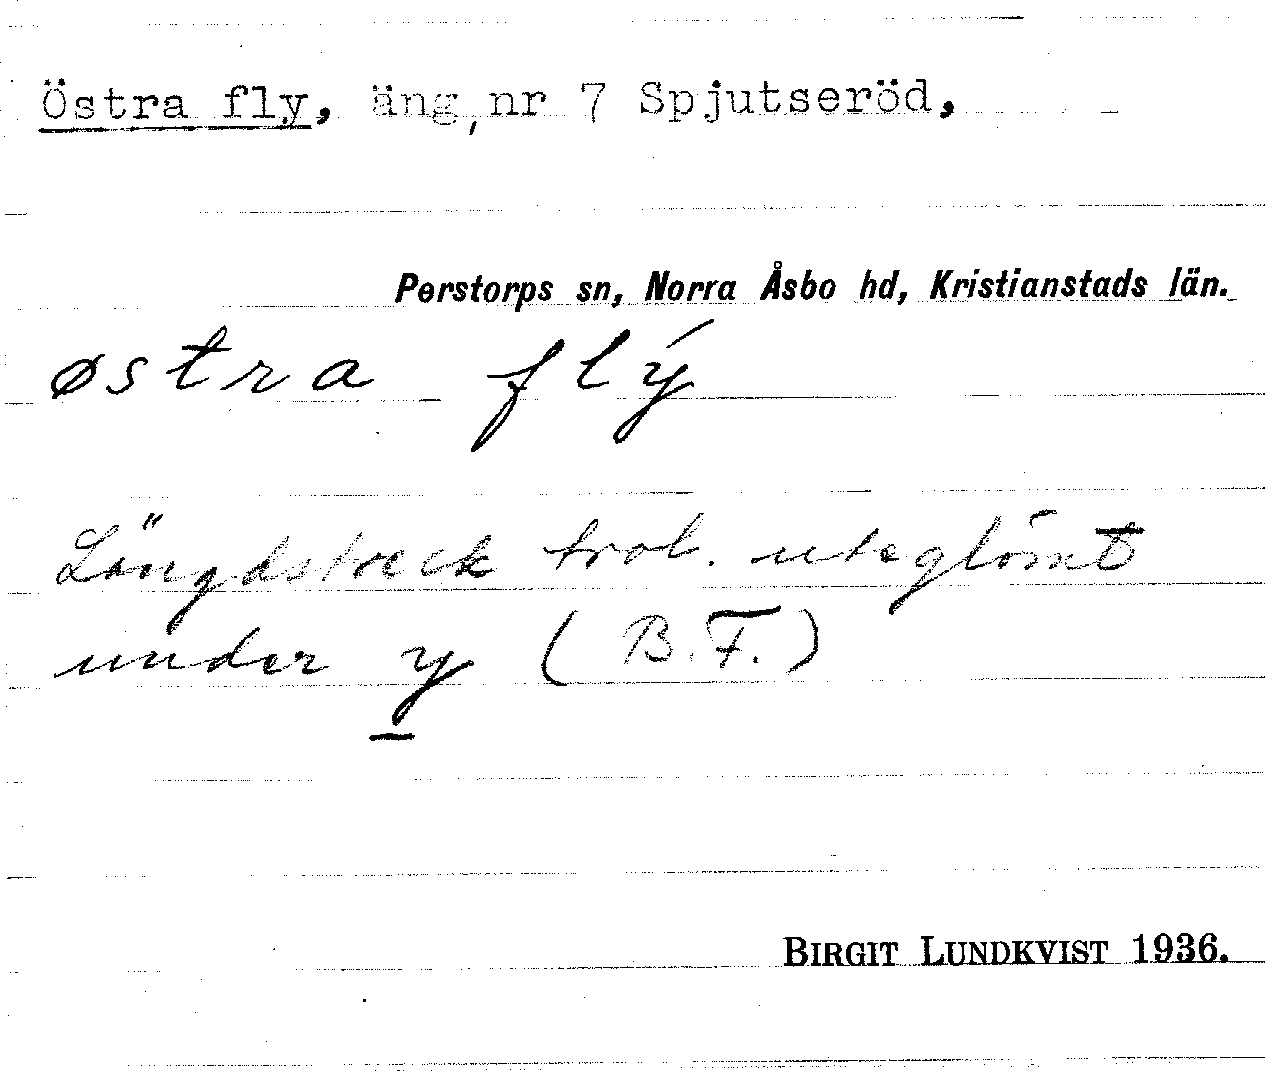 Östra fly, äng, nr 7 Spjutseröd,
Perstorps sn, Norra Åsbo hd, Kristianstads län.
østra flý
Längdstreck trol. uteglömt
under y (B.F.)
BIRGIT LUNDKVIST 1936.